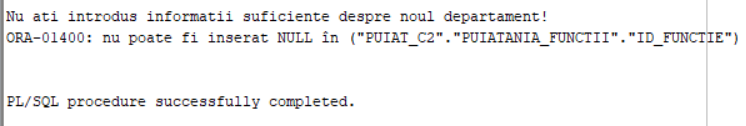 Nu ati introdus informatii suficiente despre noul departament!
ORA-01400: nu poate fi inserat NULL în ("PUIAT_C2"."PUIATANIA_FUNCTII"."ID_FUNCTIE")
PL/SQL procedure successfully completed.